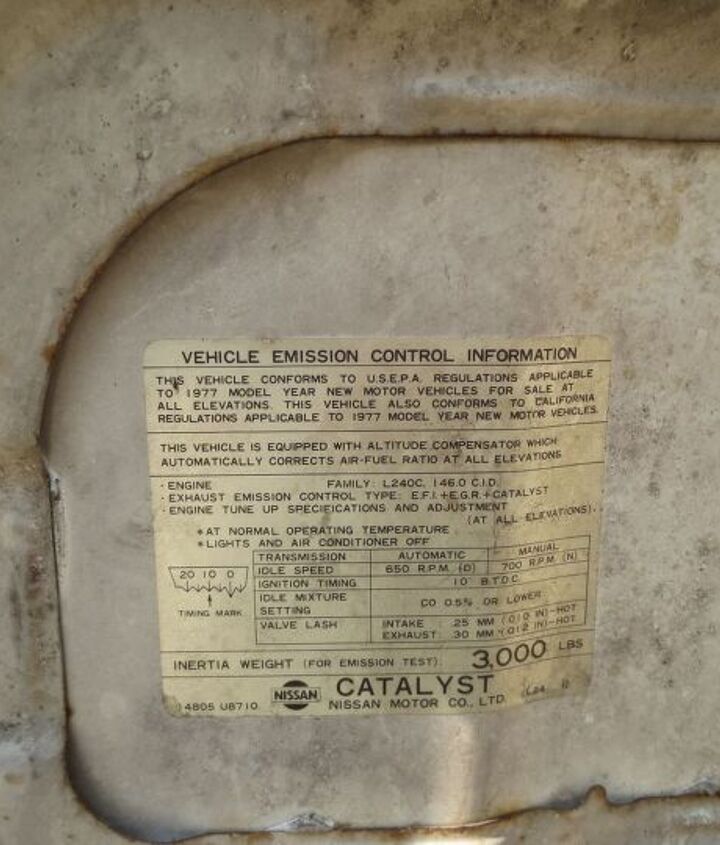 VEHICLE EMISSION CONTROL INFORMATION
THIS VEHICLE CONFORMS TO U.S.E.P.A. REGULATIONS APPLICABLE
TO 1977 MODEL YEAR NEW MOTOR VEHICLES FOR SALE AT
ALL ELEVATIONS. THIS VEHICLE ALSO CONFORMS TO CALIFORNIA
REGULATIONS APPLICABLE TO 1977 MODEL YEAR NEW MOTOR VEHICLES.
THIS VEHICLE IS EQUIPPED WITH ALTITUDE COMPENSATOR WHICH
AUTOMATICALLY CORRECTS AIR-FUEL RATIO AT ALL ELEVATIONS
· ENGINE FAMILY: L240C, 146.0 C.I.D.
· EXHAUST EMISSION CONTROL TYPE: E.F.I.+E.G.R.+CATALYST
· ENGINE TUNE UP SPECIFICATIONS AND ADJUSTMENT
(AT ALL ELEVATIONS).
*AT NORMAL OPERATING TEMPERATURE
*LIGHTS AND AIR CONDITIONER OFF
TRANSMISSION AUTOMATIC MANUAL
IDLE SPEED 650 R.P.M. (D) 700 R.P.M. (N)
IGNITION TIMING 10° B.T.D.C.
IDLE MIXTURE SETTING CO 0.5% OR LOWER
VALVE LASH INTAKE: .25 MM (.010 IN)-HOT
EXHAUST: .30 MM (.012 IN)-HOT
20 10 0
TIMING MARK
INERTIA WEIGHT (FOR EMISSION TEST): 3,000 LBS
14805 U8710 NISSAN CATALYST
NISSAN MOTOR CO., LTD.